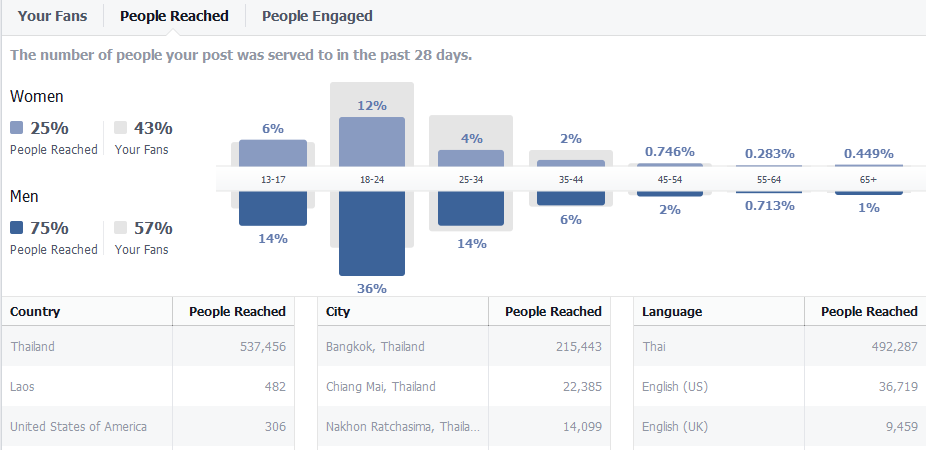 Your Fans People Reached People Engaged
The number of people your post was served to in the past 28 days.
Women
25% 43%
People Reached Your Fans
6% 12% 4% 2% 0.746% 0.283% 0.449%
13-17 18-24 25-34 35-44 45-54 55-64 65+
Men
75% 57%
People Reached Your Fans
14% 36% 14% 6% 2% 0.713% 1%
Country People Reached City People Reached Language People Reached
Thailand 537,456 Bangkok, Thailand 215,443 Thai 492,287
Laos 482 Chiang Mai, Thailand 22,385 English (US) 36,719
United States of America 306 Nakhon Ratchasima, Thaila... 14,099 English (UK) 9,459